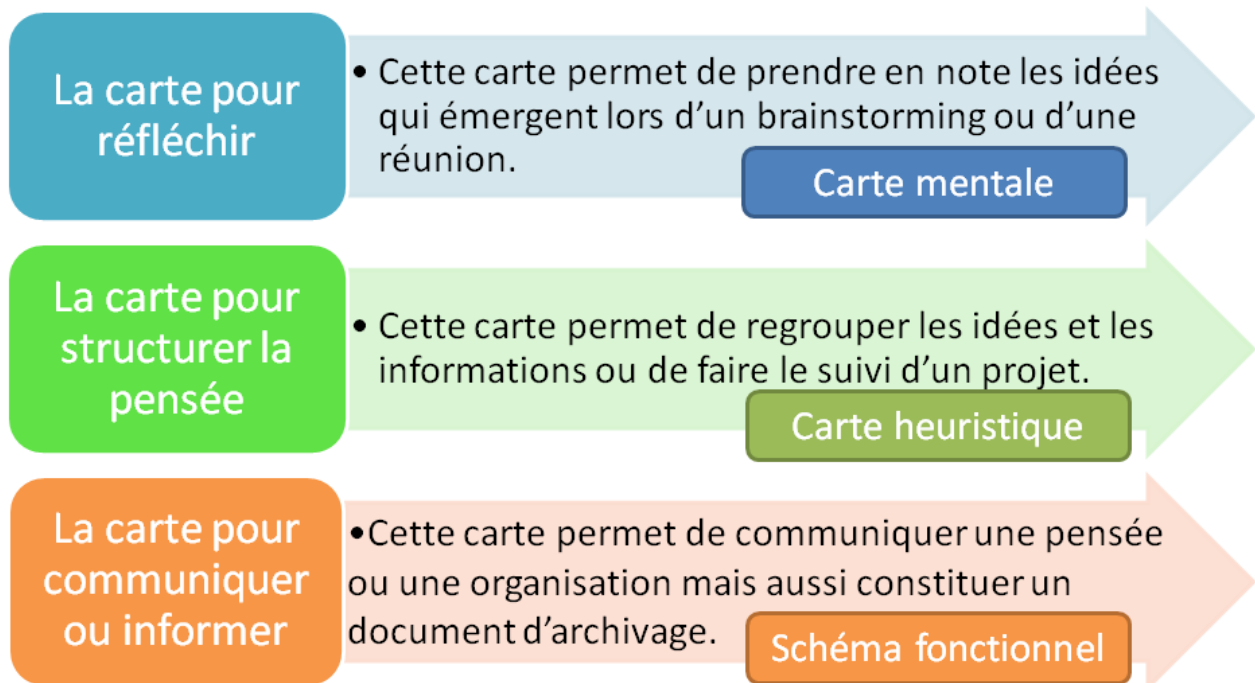 La carte pour
réfléchir
• Cette carte permet de prendre en note les idées
qui émergent lors d'un brainstorming ou d'une
réunion.
Carte mentale
La carte pour
structurer la
pensée
• Cette carte permet de regrouper les idées et les
informations ou de faire le suivi d'un projet.
Carte heuristique
La carte pour
communiquer
ou informer
•Cette carte permet de communiquer une pensée
ou une organisation mais aussi constituer un
document d'archivage.
Schéma fonctionnel